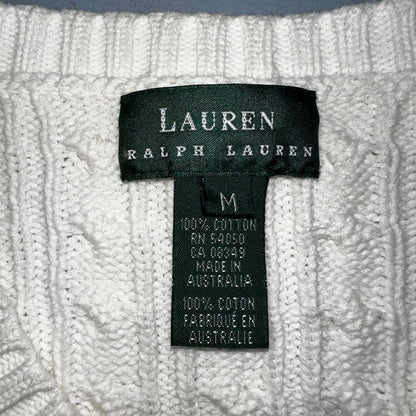 LAUREN
RALPH LAUREN
M
100% COTTON
RN 54050
CA 08349
MADE IN
AUSTRALIA
100% COTON
FABRIQUÉ EN
AUSTRALIE